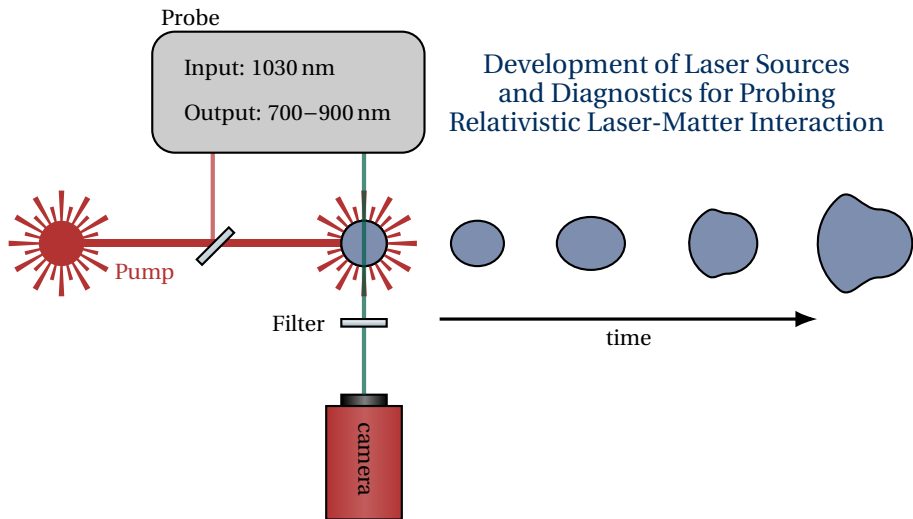 Probe
Input: 1030 nm
Output: 700–900 nm
Development of Laser Sources
and Diagnostics for Probing
Relativistic Laser-Matter Interaction
Pump
Filter
time
camera